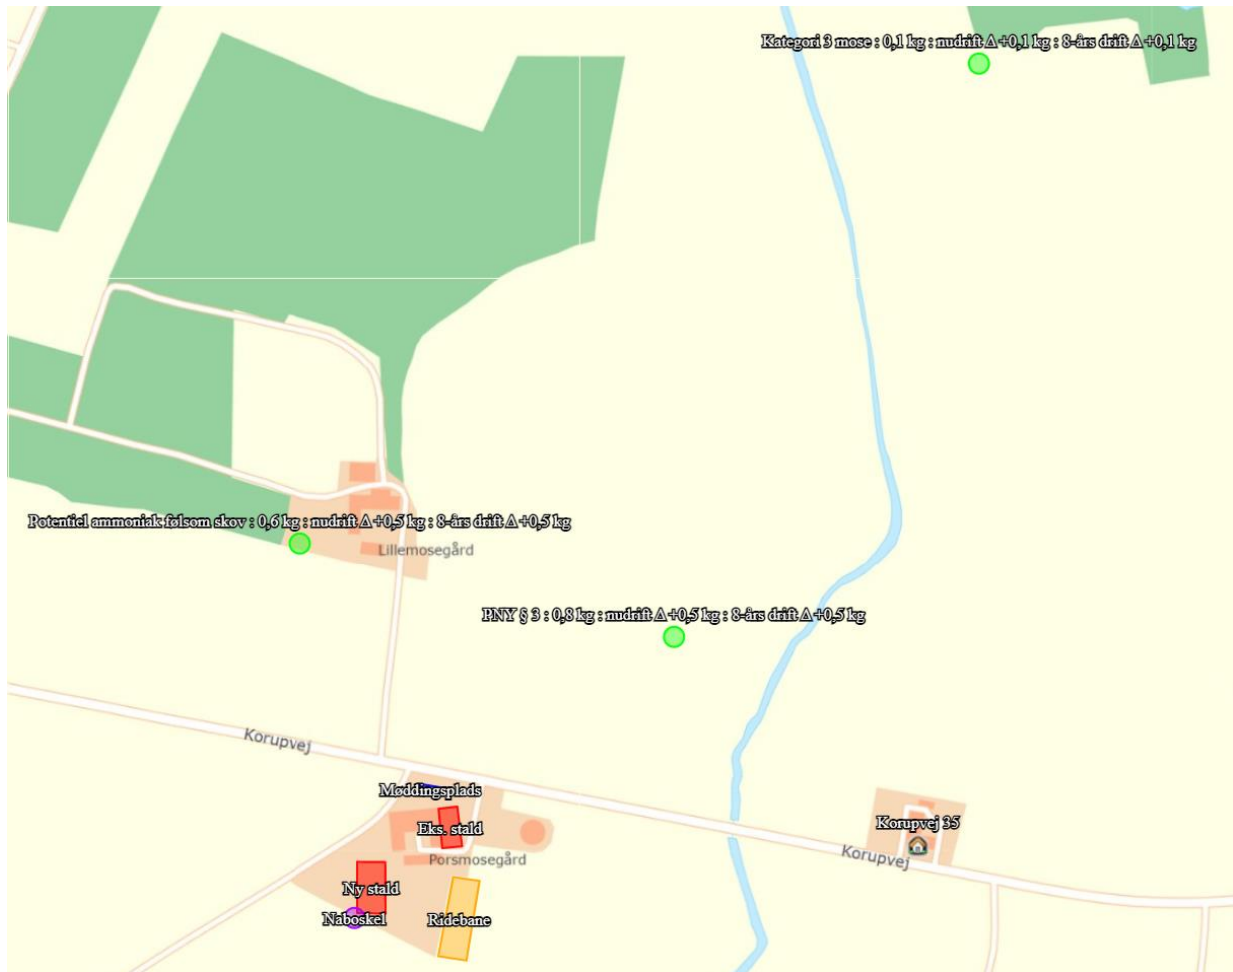 Kategori 3 mose : 0,1 kg : nudrift Δ +0,1 kg : 8-års drift Δ +0,1 kg
Potentiel ammoniak følsom skov : 0,6 kg : nudrift Δ +0,5 kg : 8-års drift Δ +0,5 kg
Lillemosegård
PNY § 3 : 0,8 kg : nudrift Δ +0,5 kg : 8-års drift Δ +0,5 kg
Korupvej
Møddingsplads
Eks. stald
Korupvej 35
Porsmosegård
Korupvej
Ny stald
Naboskel
Ridebane